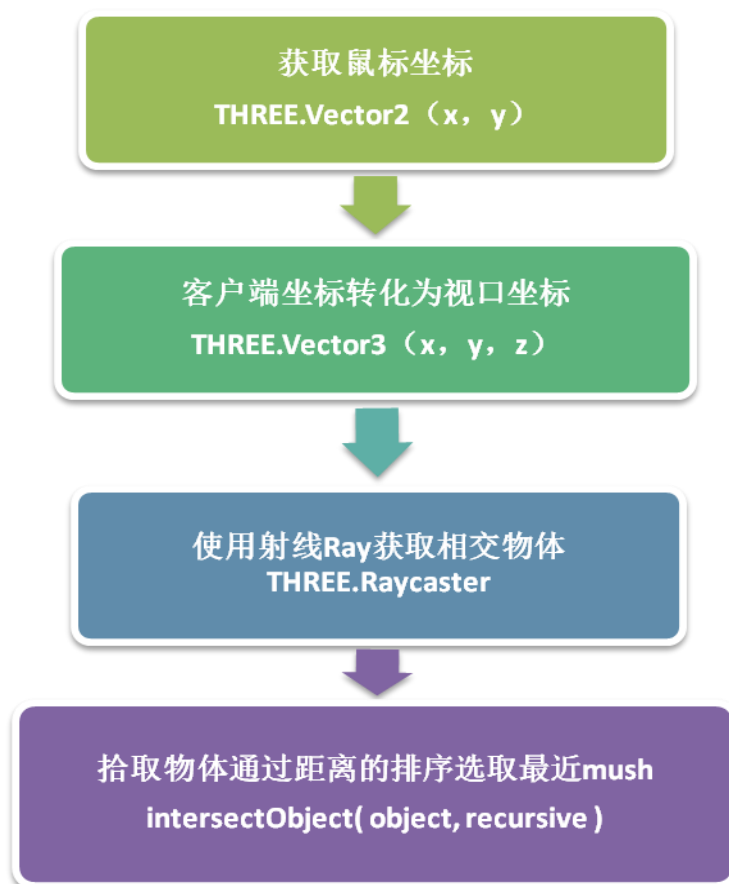 获取鼠标坐标
THREE.Vector2（x，y）
客户端坐标转化为视口坐标
THREE.Vector3（x，y，z）
使用射线Ray获取相交物体
THREE.Raycaster
拾取物体通过距离的排序选取最近mush
intersectObject( object, recursive )